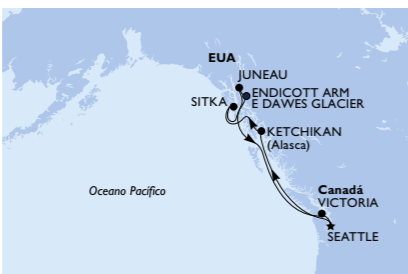 EUA
JUNEAU
ENDICOTT ARM
E DAWES GLACIER
SITKA
KETCHIKAN
(Alasca)
Oceano Pacífico
Canadá
VICTORIA
SEATTLE